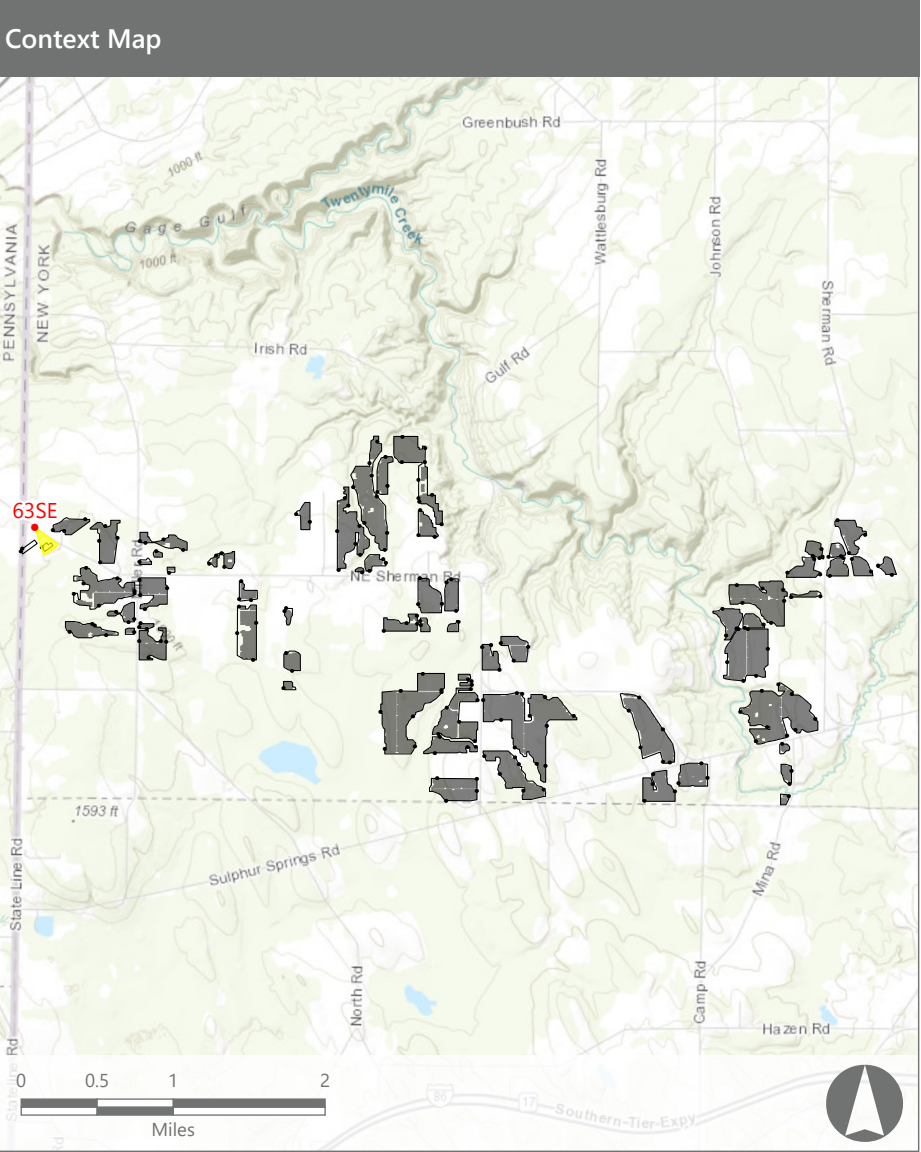 Context Map
Greenbush Rd
1000 ft
Wattlesburg Rd
Twentymile Creek
Gage Gulf
Johnson Rd
1000 ft
PENNSYLVANIA
NEW YORK
Sherman Rd
Irish Rd
Gulf Rd
63SE
NE Sherman Rd
1593 ft
State Line Rd
Sulphur Springs Rd
Mina Rd
North Rd
Camp Rd
Hazen Rd
0 0.5 1 2
Miles
86
17
Southern-Tier-Expy